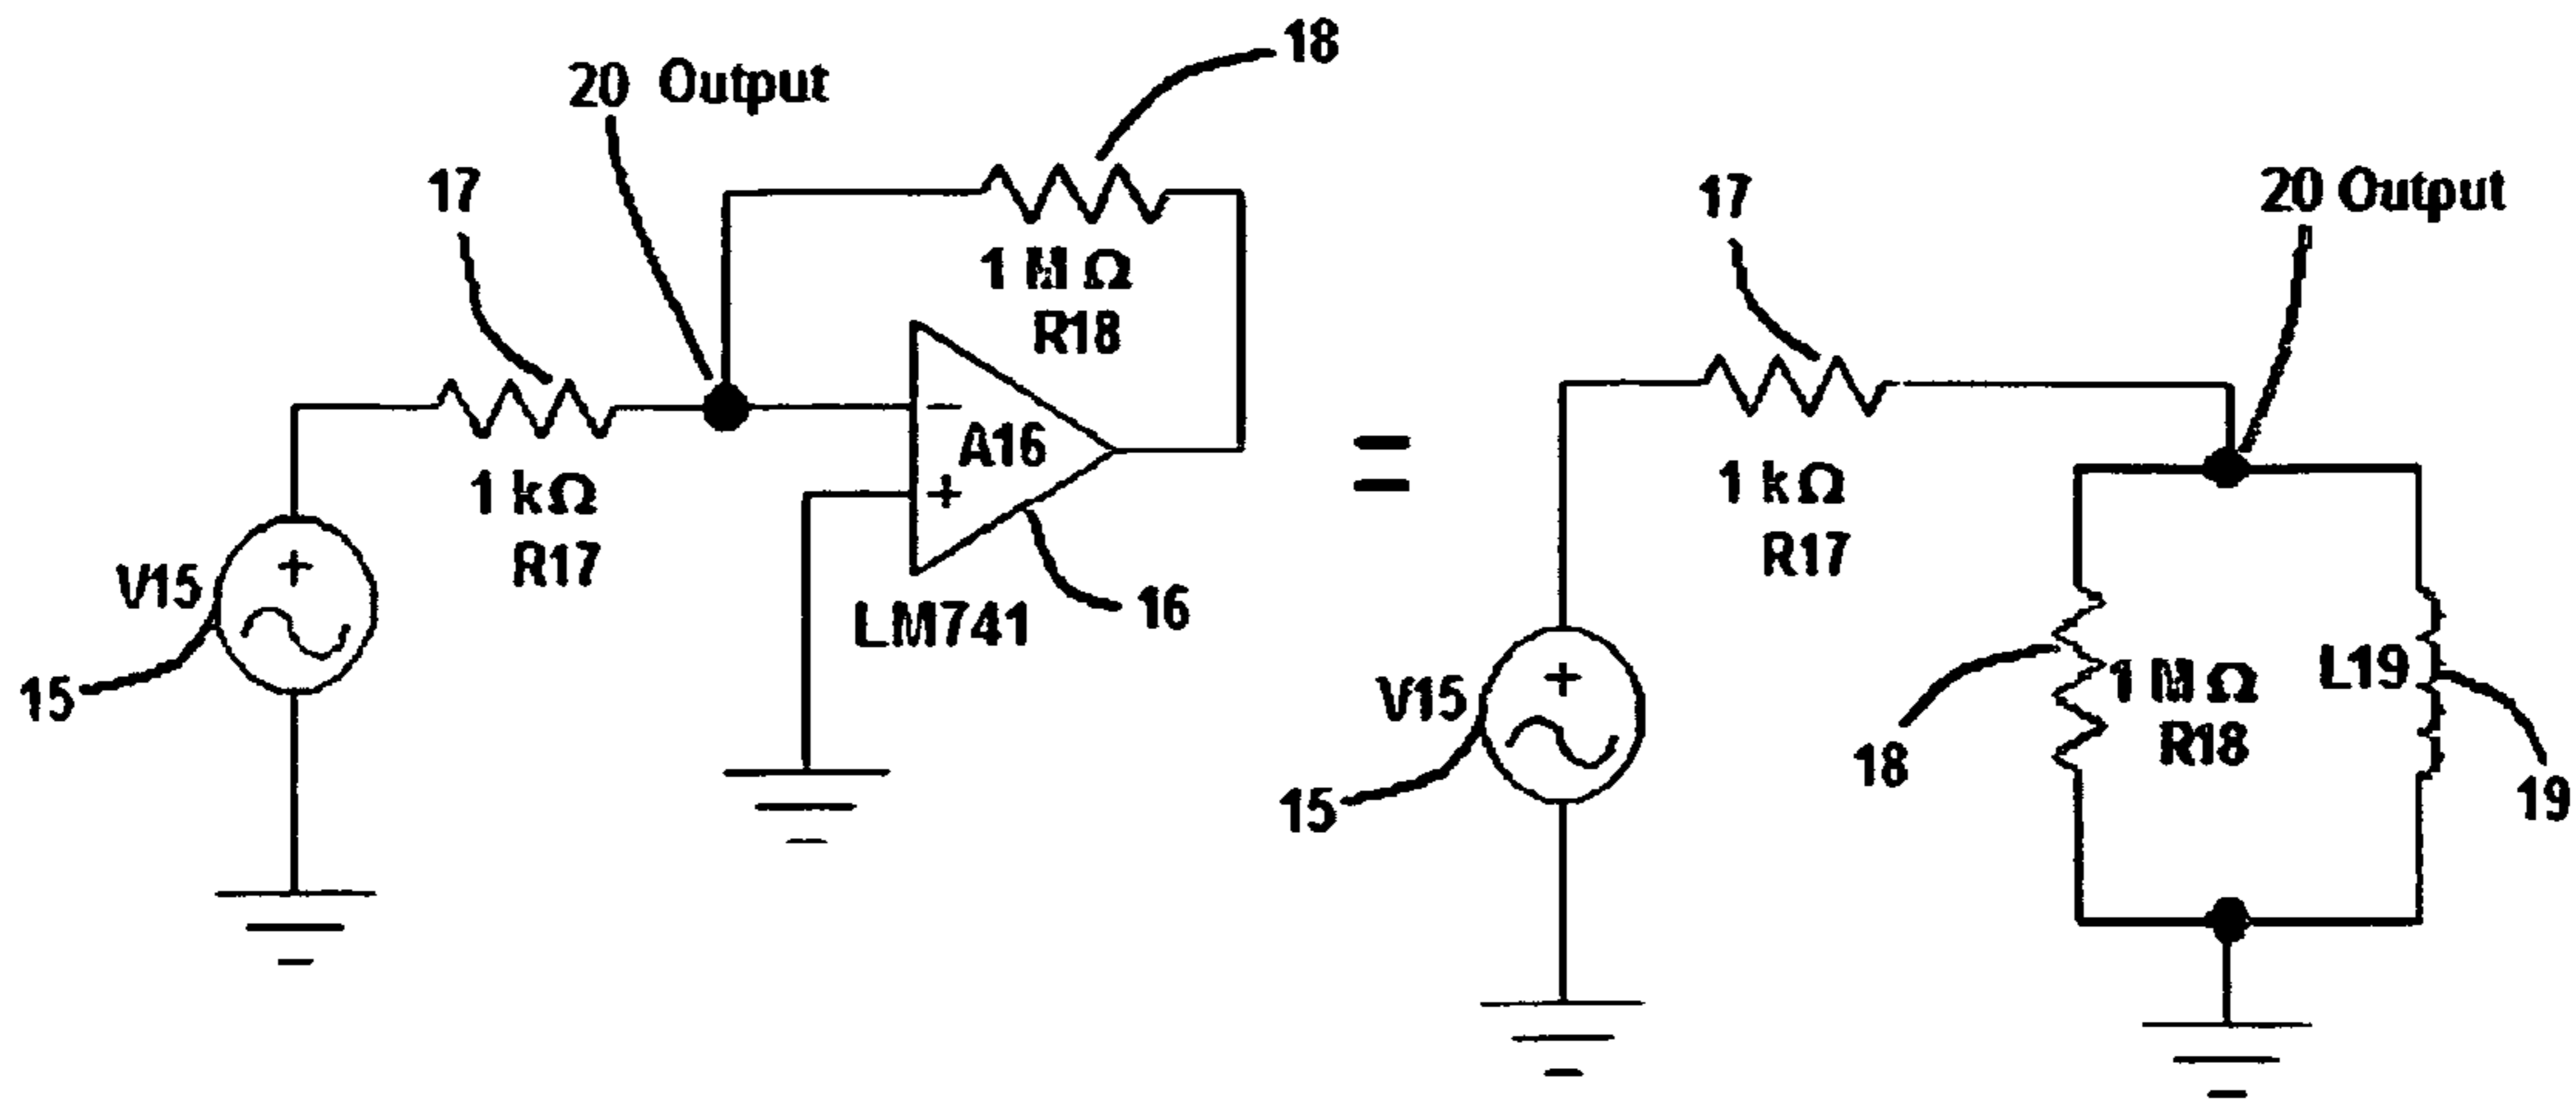 18
20 Output
17
1 MΩ
R18
−
A16
+
1 kΩ
R17
LM741
16
V15
+
15
=
20 Output
17
1 kΩ
R17
V15
+
15
18
1 MΩ
R18
L19
19